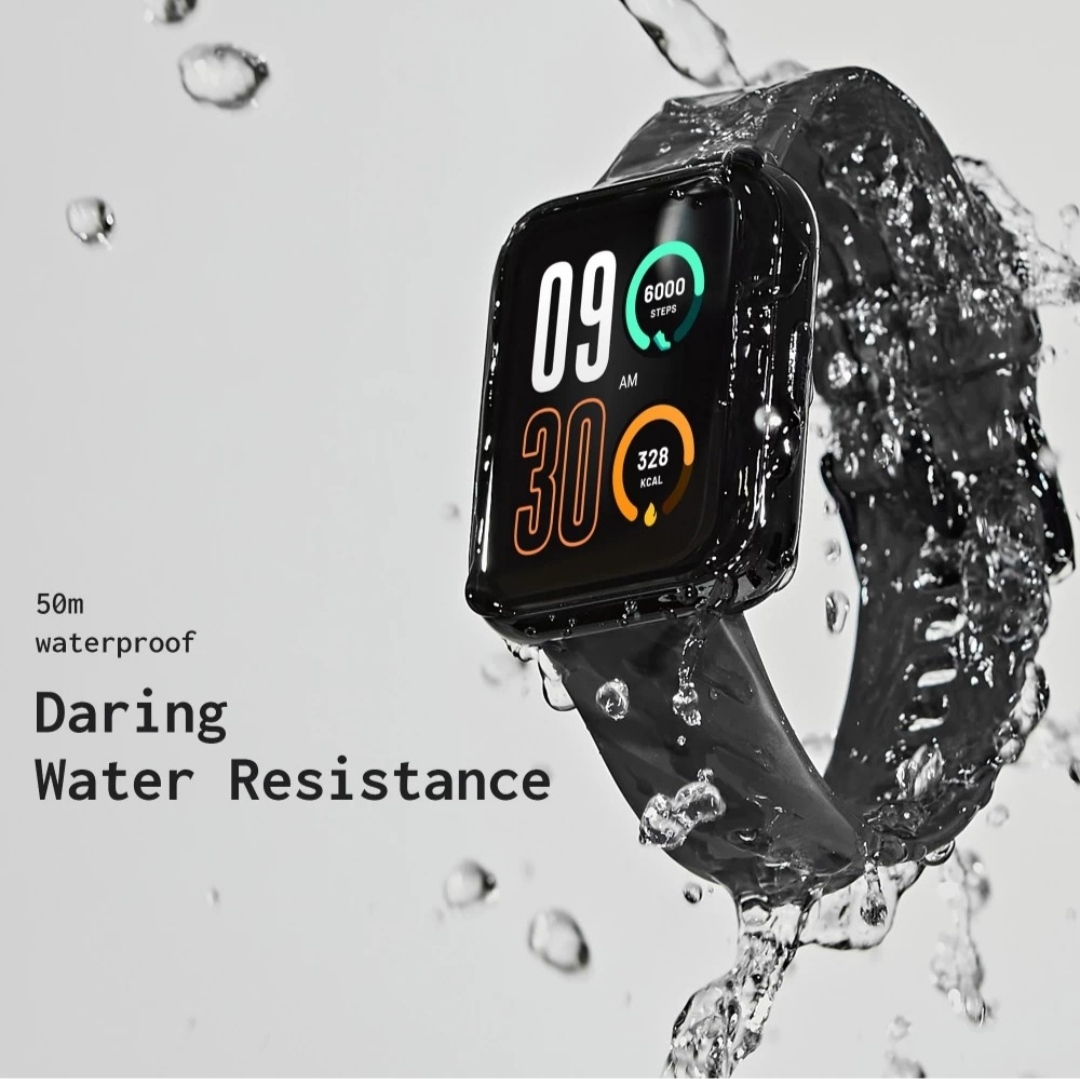 09
AM
30
6000
STEPS
328
KCAL
50m
waterproof
Daring
Water Resistance